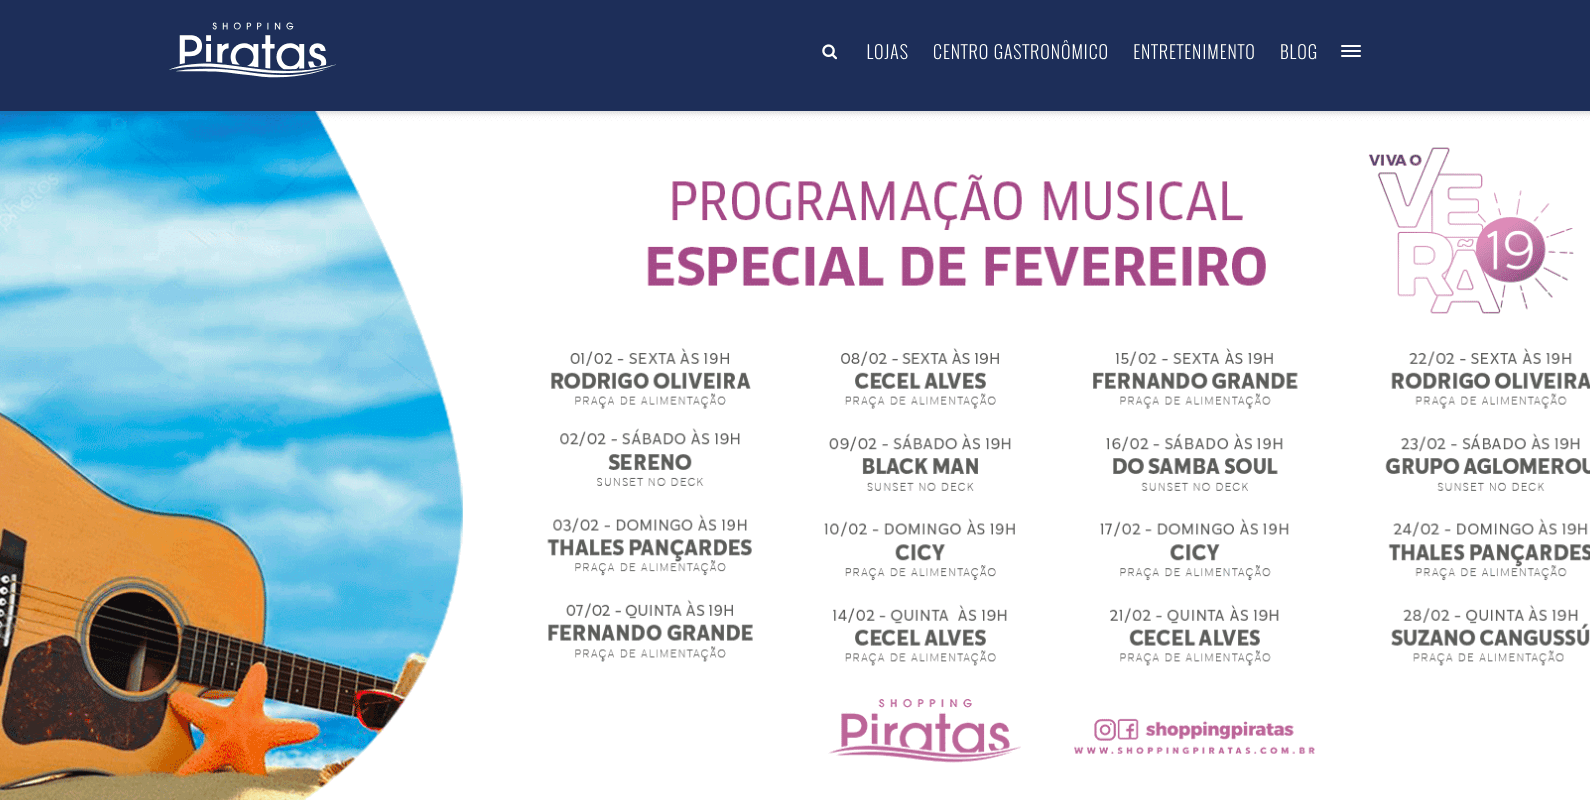 SHOPPING
Piratas
LOJAS
CENTRO GASTRONÔMICO
ENTRETENIMENTO
BLOG
PROGRAMAÇÃO MUSICAL
ESPECIAL DE FEVEREIRO
VIVA O
VERÃ
19
01/02 - SEXTA ÀS 19H
RODRIGO OLIVEIRA
PRAÇA DE ALIMENTAÇÃO
02/02 - SÁBADO ÀS 19H
SERENO
SUNSET NO DECK
03/02 - DOMINGO ÀS 19H
THALES PANÇARDES
PRAÇA DE ALIMENTAÇÃO
07/02 - QUINTA ÀS 19H
FERNANDO GRANDE
PRAÇA DE ALIMENTAÇÃO
08/02 - SEXTA ÀS 19H
CECEL ALVES
PRAÇA DE ALIMENTAÇÃO
09/02 - SÁBADO ÀS 19H
BLACK MAN
SUNSET NO DECK
10/02 - DOMINGO ÀS 19H
CICY
PRAÇA DE ALIMENTAÇÃO
14/02 - QUINTA ÀS 19H
CECEL ALVES
PRAÇA DE ALIMENTAÇÃO
15/02 - SEXTA ÀS 19H
FERNANDO GRANDE
PRAÇA DE ALIMENTAÇÃO
16/02 - SÁBADO ÀS 19H
DO SAMBA SOUL
SUNSET NO DECK
17/02 - DOMINGO ÀS 19H
CICY
PRAÇA DE ALIMENTAÇÃO
21/02 - QUINTA ÀS 19H
CECEL ALVES
PRAÇA DE ALIMENTAÇÃO
22/02 - SEXTA ÀS 19H
RODRIGO OLIVEIRA
PRAÇA DE ALIMENTAÇÃO
23/02 - SÁBADO ÀS 19H
GRUPO AGLOMEROU
SUNSET NO DECK
24/02 - DOMINGO ÀS 19H
THALES PANÇARDES
PRAÇA DE ALIMENTAÇÃO
28/02 - QUINTA ÀS 19H
SUZANO CANGUSSÚ
PRAÇA DE ALIMENTAÇÃO
SHOPPING
Piratas
shoppingpiratas
WWW.SHOPPINGPIRATAS.COM.BR